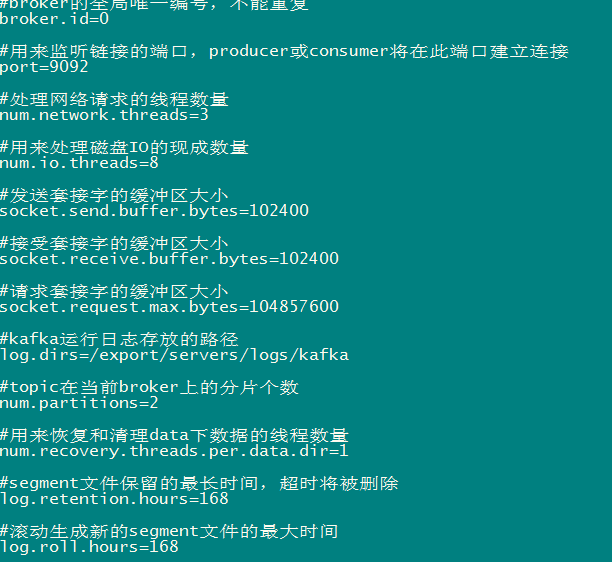 #broker的全局唯一编号，不能重复
broker.id=0
#用来监听链接的端口，producer或consumer将在此端口建立连接
port=9092
#处理网络请求的线程数量
num.network.threads=3
#用来处理磁盘IO的现成数量
num.io.threads=8
#发送套接字的缓冲区大小
socket.send.buffer.bytes=102400
#接受套接字的缓冲区大小
socket.receive.buffer.bytes=102400
#请求套接字的缓冲区大小
socket.request.max.bytes=104857600
#kafka运行日志存放的路径
log.dirs=/export/servers/logs/kafka
#topic在当前broker上的分片个数
num.partitions=2
#用来恢复和清理data下数据的线程数量
num.recovery.threads.per.data.dir=1
#segment文件保留的最长时间，超时将被删除
log.retention.hours=168
#滚动生成新的segment文件的最大时间
log.roll.hours=168